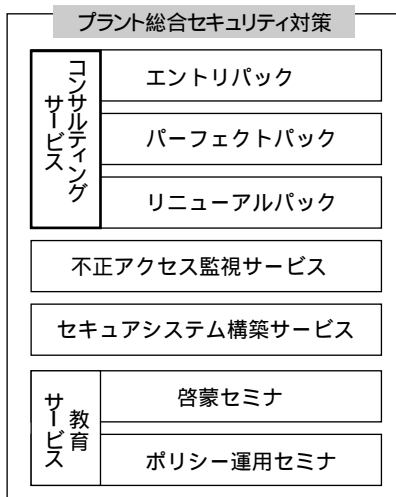 プラント総合セキュリティ対策
コンサルティング
サービス
エントリパック
パーフェクトパック
リニューアルパック
不正アクセス監視サービス
セキュアシステム構築サービス
教育
サービス
啓蒙セミナ
ポリシー運用セミナ